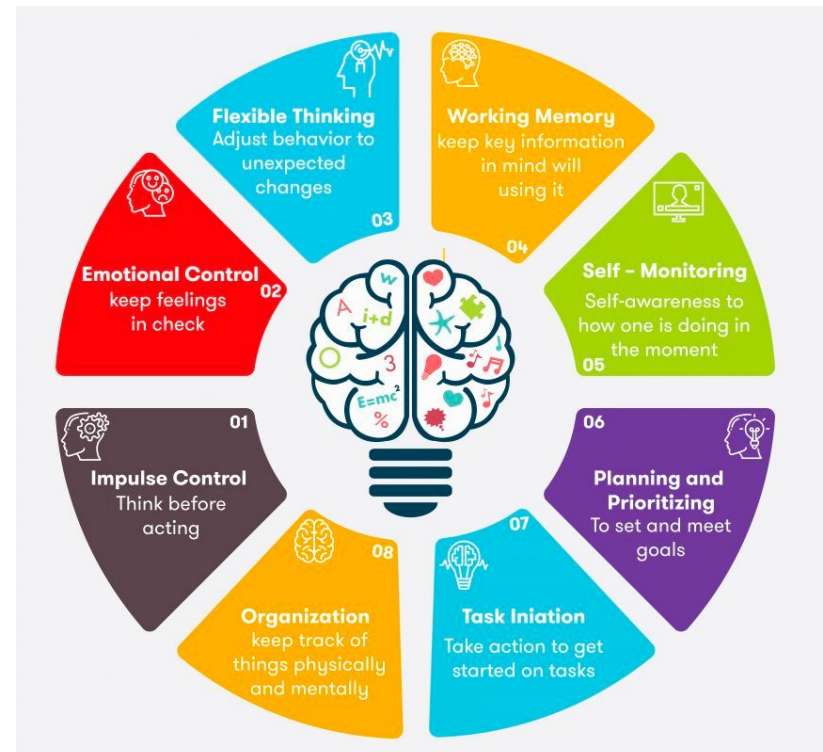 01
Impulse Control
Think before
acting
02
Emotional Control
keep feelings
in check
03
Flexible Thinking
Adjust behavior to
unexpected
changes
04
Working Memory
keep key information
in mind will
using it
05
Self – Monitoring
Self-awareness to
how one is doing in
the moment
06
Planning and
Prioritizing
To set and meet
goals
07
Task Iniation
Take action to get
started on tasks
08
Organization
keep track of
things physically
and mentally
w
A
i+d
3
E=mc²
%